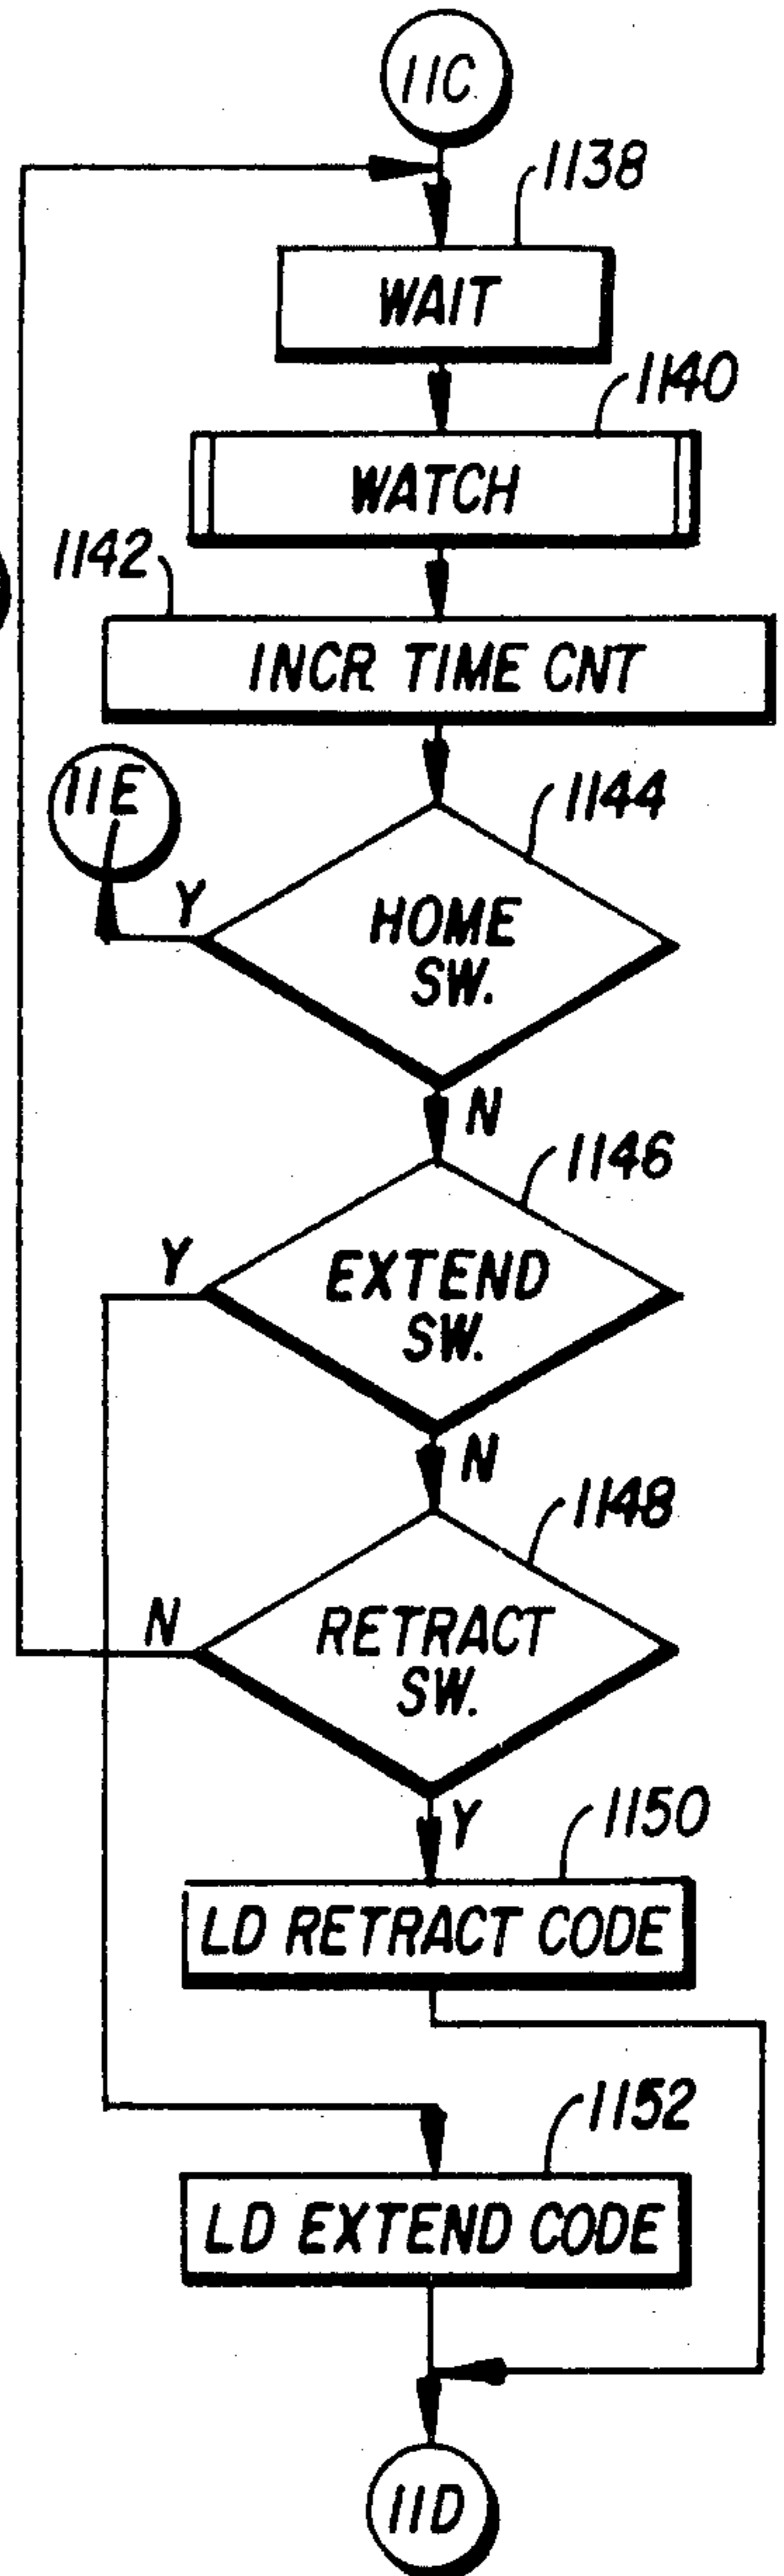 11C
1138
WAIT
1140
WATCH
1142
INCR TIME CNT
11E
1144
Y
HOME
SW.
N
1146
Y
EXTEND
SW.
N
1148
N
RETRACT
SW.
Y
1150
LD RETRACT CODE
1152
LD EXTEND CODE
11D